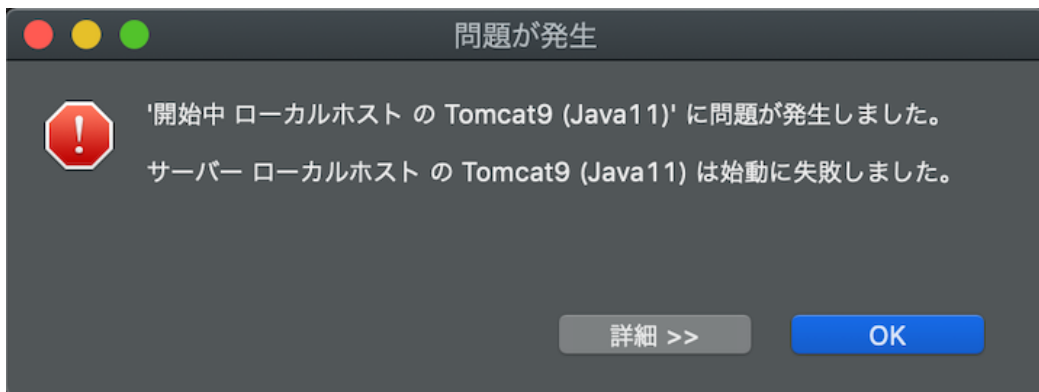 問題が発生
'開始中 ローカルホスト の Tomcat9 (Java11)' に問題が発生しました。
サーバー ローカルホスト の Tomcat9 (Java11) は始動に失敗しました。
詳細 >>
OK